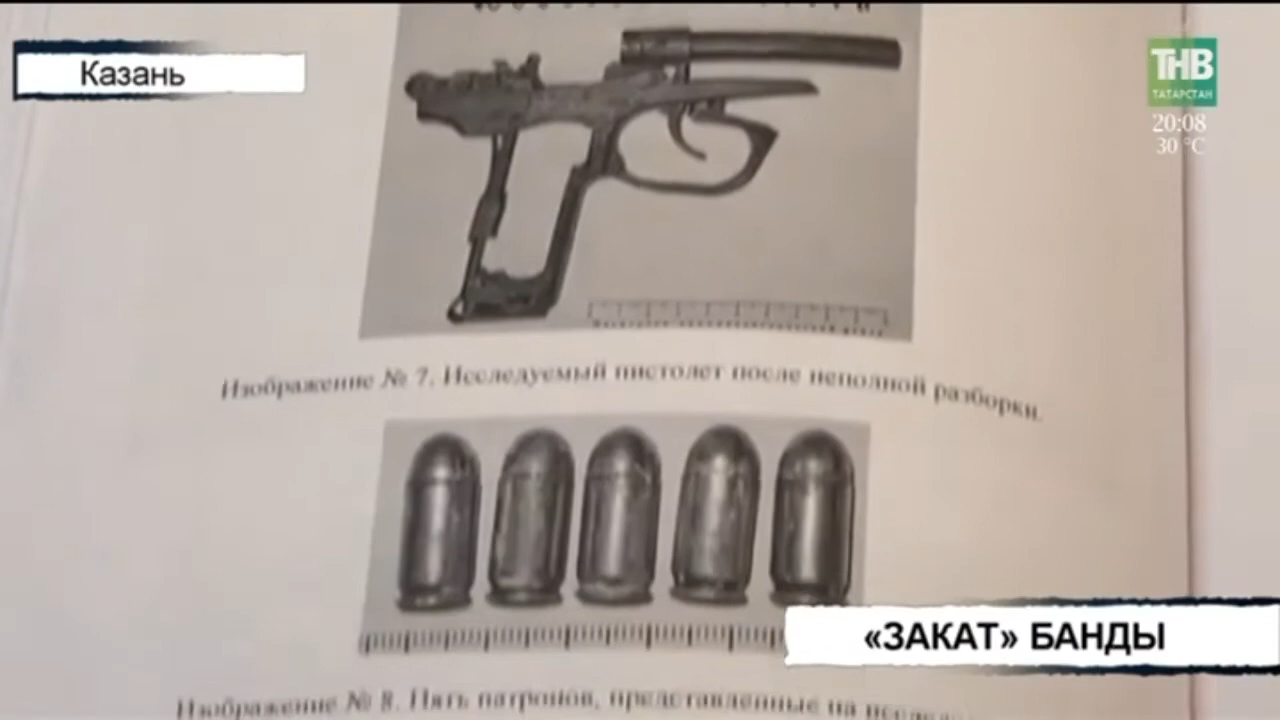 Казань
ТНВ
ТАТАРСТАН
20:08
30 °C
Изображение № 7. Исследуемый пистолет после неполной разборки.
Изображение № 8. Пять патронов, представленные на
«ЗАКАТ» БАНДЫ